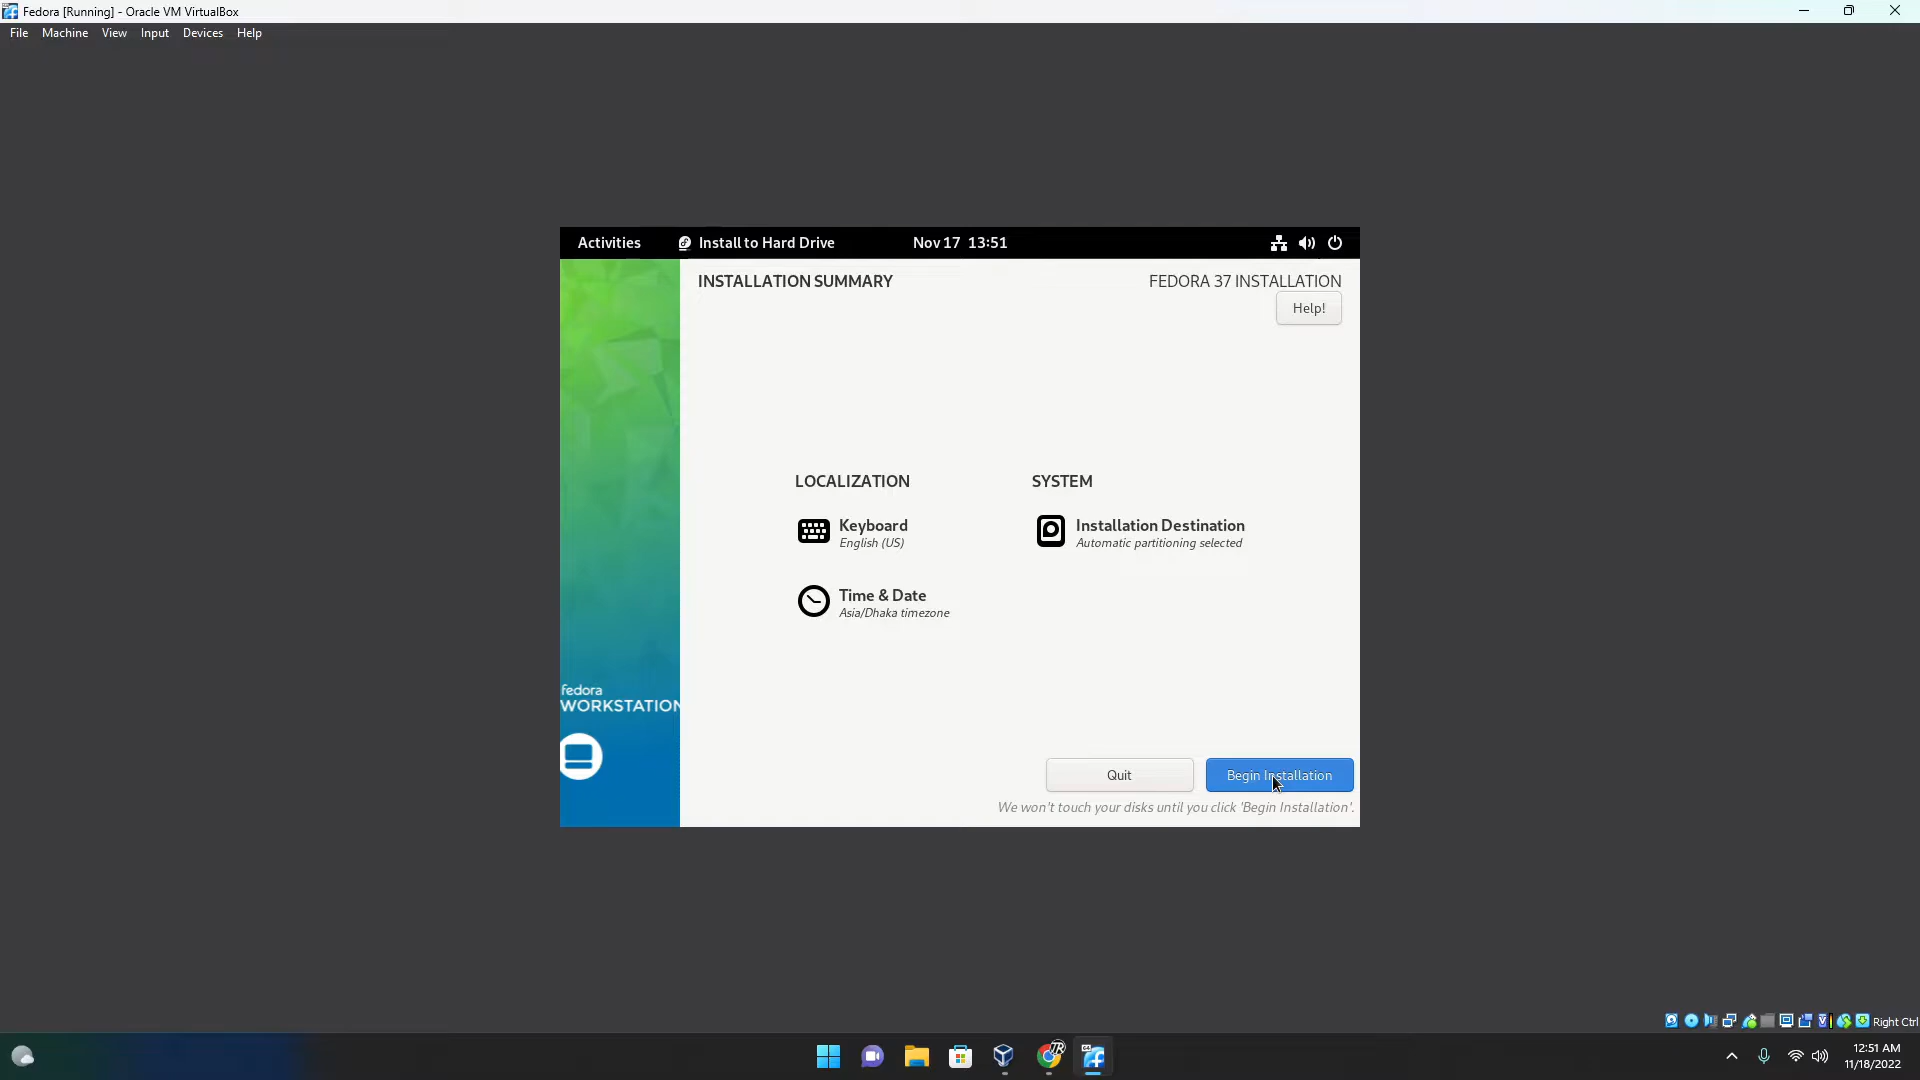 Fedora [Running] - Oracle VM VirtualBox
File Machine View Input Devices Help
Activities Install to Hard Drive Nov 17 13:51
INSTALLATION SUMMARY FEDORA 37 INSTALLATION
Help!
LOCALIZATION SYSTEM
Keyboard Installation Destination
English (US) Automatic partitioning selected
Time & Date
Asia/Dhaka timezone
fedora
WORKSTATION
Quit Begin Installation
We won't touch your disks until you click 'Begin Installation'.
Right Ctrl
12:51 AM
11/18/2022